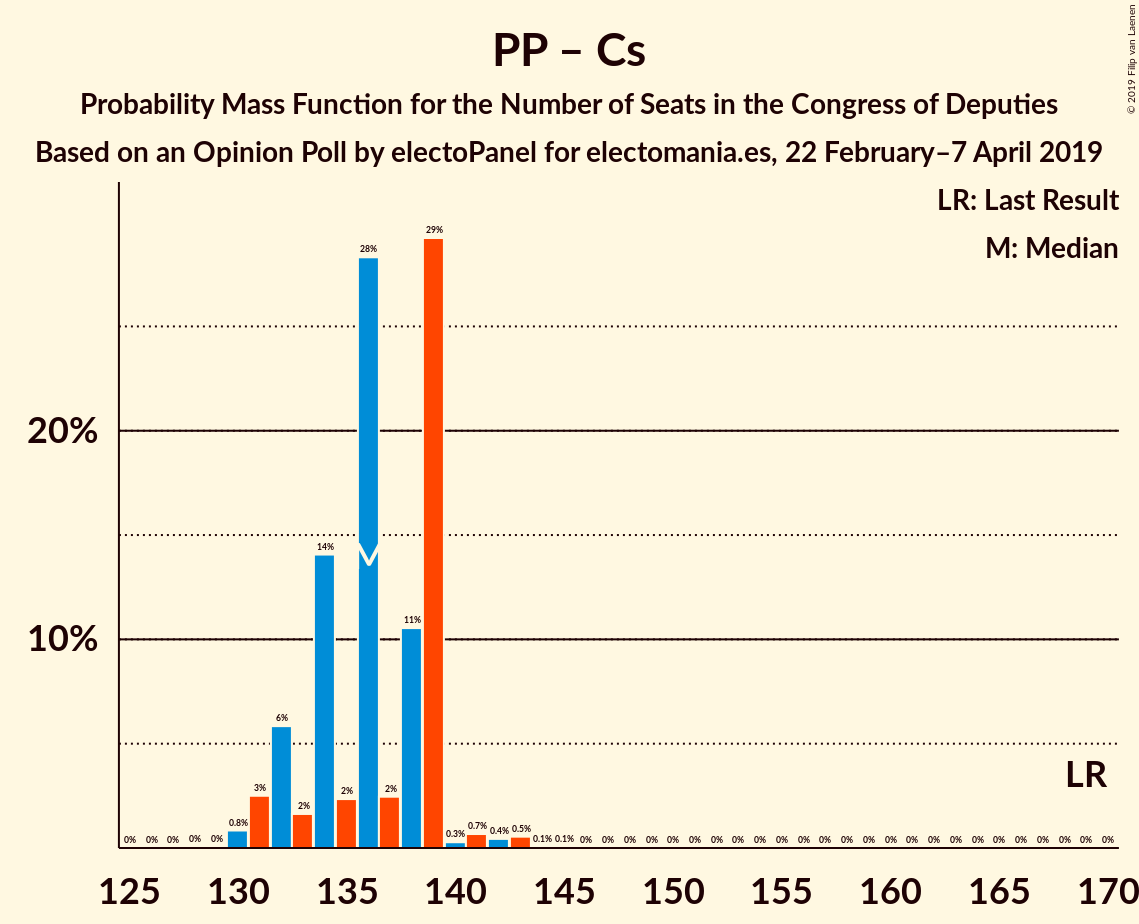 PP – Cs
Probability Mass Function for the Number of Seats in the Congress of Deputies
Based on an Opinion Poll by electoPanel for electomania.es, 22 February–7 April 2019
© 2019 Filip van Laenen
LR: Last Result
M: Median
20%
10%
0% 0% 0% 0% 0% 0.8% 3% 6% 2% 14% 2% 28% 2% 11% 29% 0.3% 0.7% 0.4% 0.5% 0.1% 0.1% 0% 0% 0% 0% 0% 0% 0% 0% 0% 0% 0% 0% 0% 0% 0% 0% 0% 0% 0% 0% 0% 0% 0% 0% 0%
M
LR
125 130 135 140 145 150 155 160 165 170